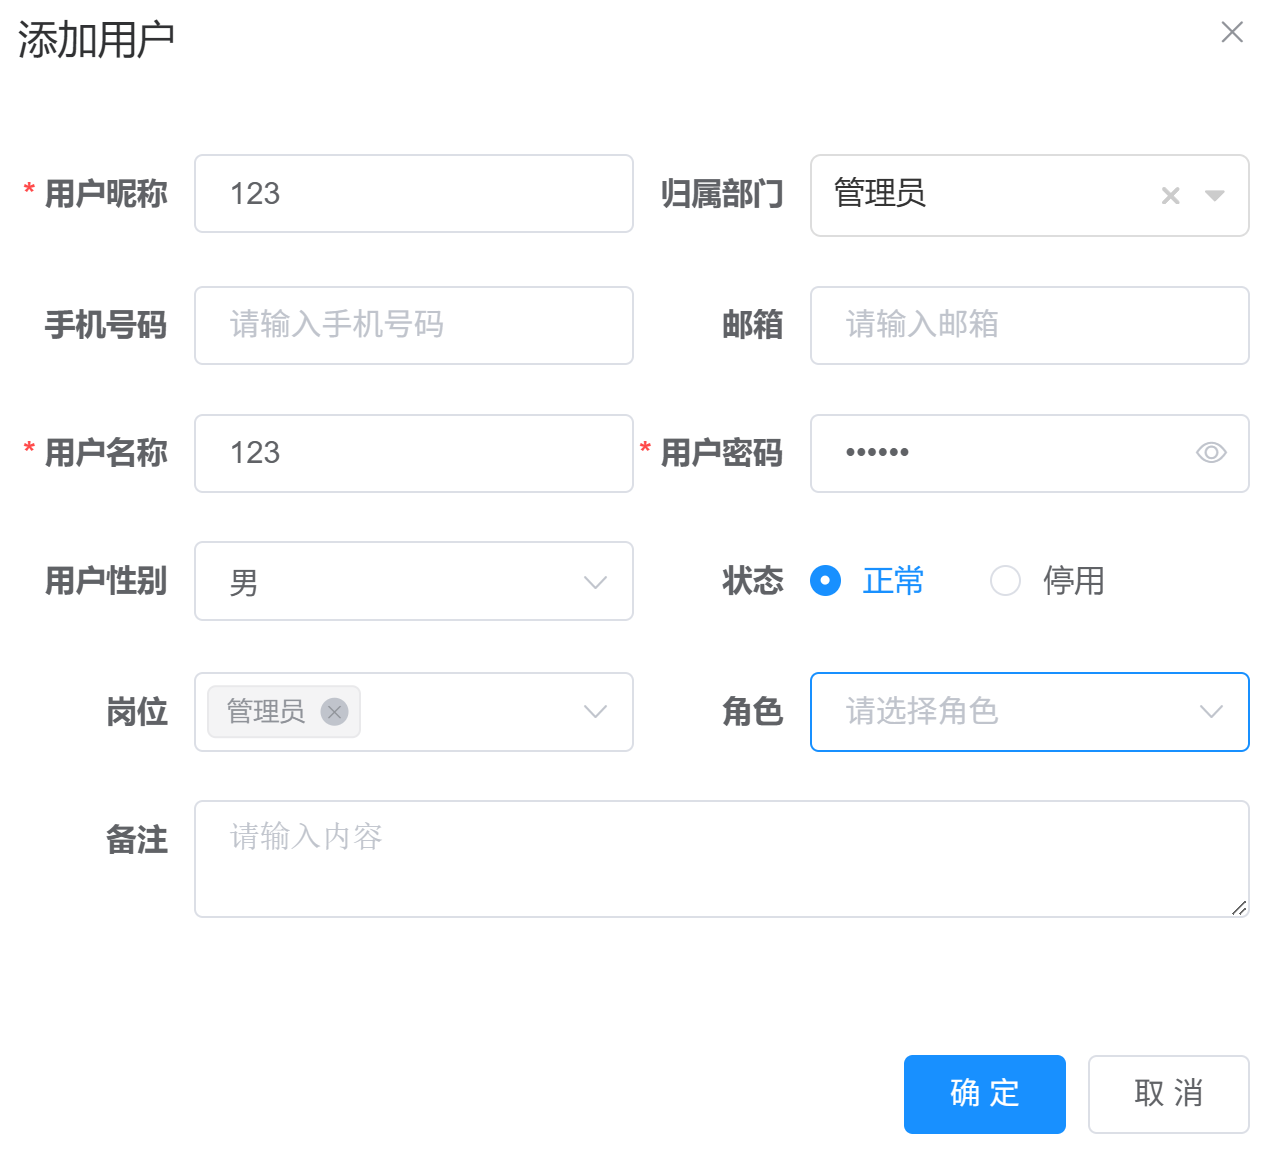 添加用户
* 用户昵称 123 归属部门 管理员
手机号码 请输入手机号码 邮箱 请输入邮箱
* 用户名称 123 * 用户密码 ••••••
用户性别 男 状态 正常 停用
岗位 管理员 角色 请选择角色
备注 请输入内容
确 定 取 消